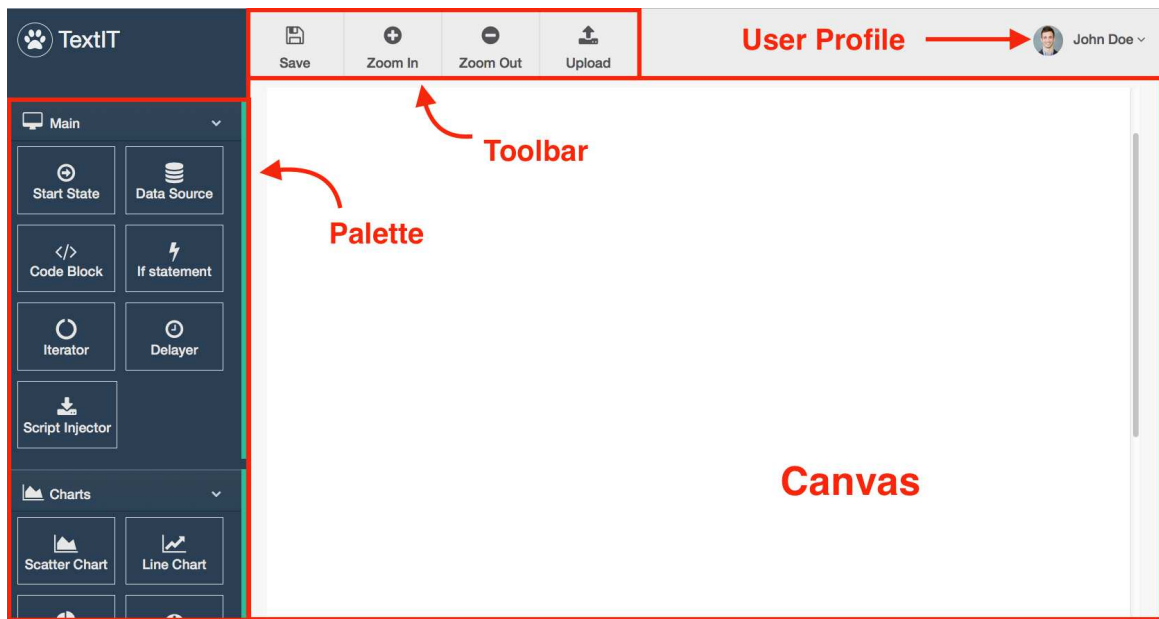 TextIT
Save
Zoom In
Zoom Out
Upload
User Profile
John Doe
Main
Toolbar
Start State
Data Source
Palette
Code Block
If statement
Iterator
Delayer
Script Injector
Canvas
Charts
Scatter Chart
Line Chart